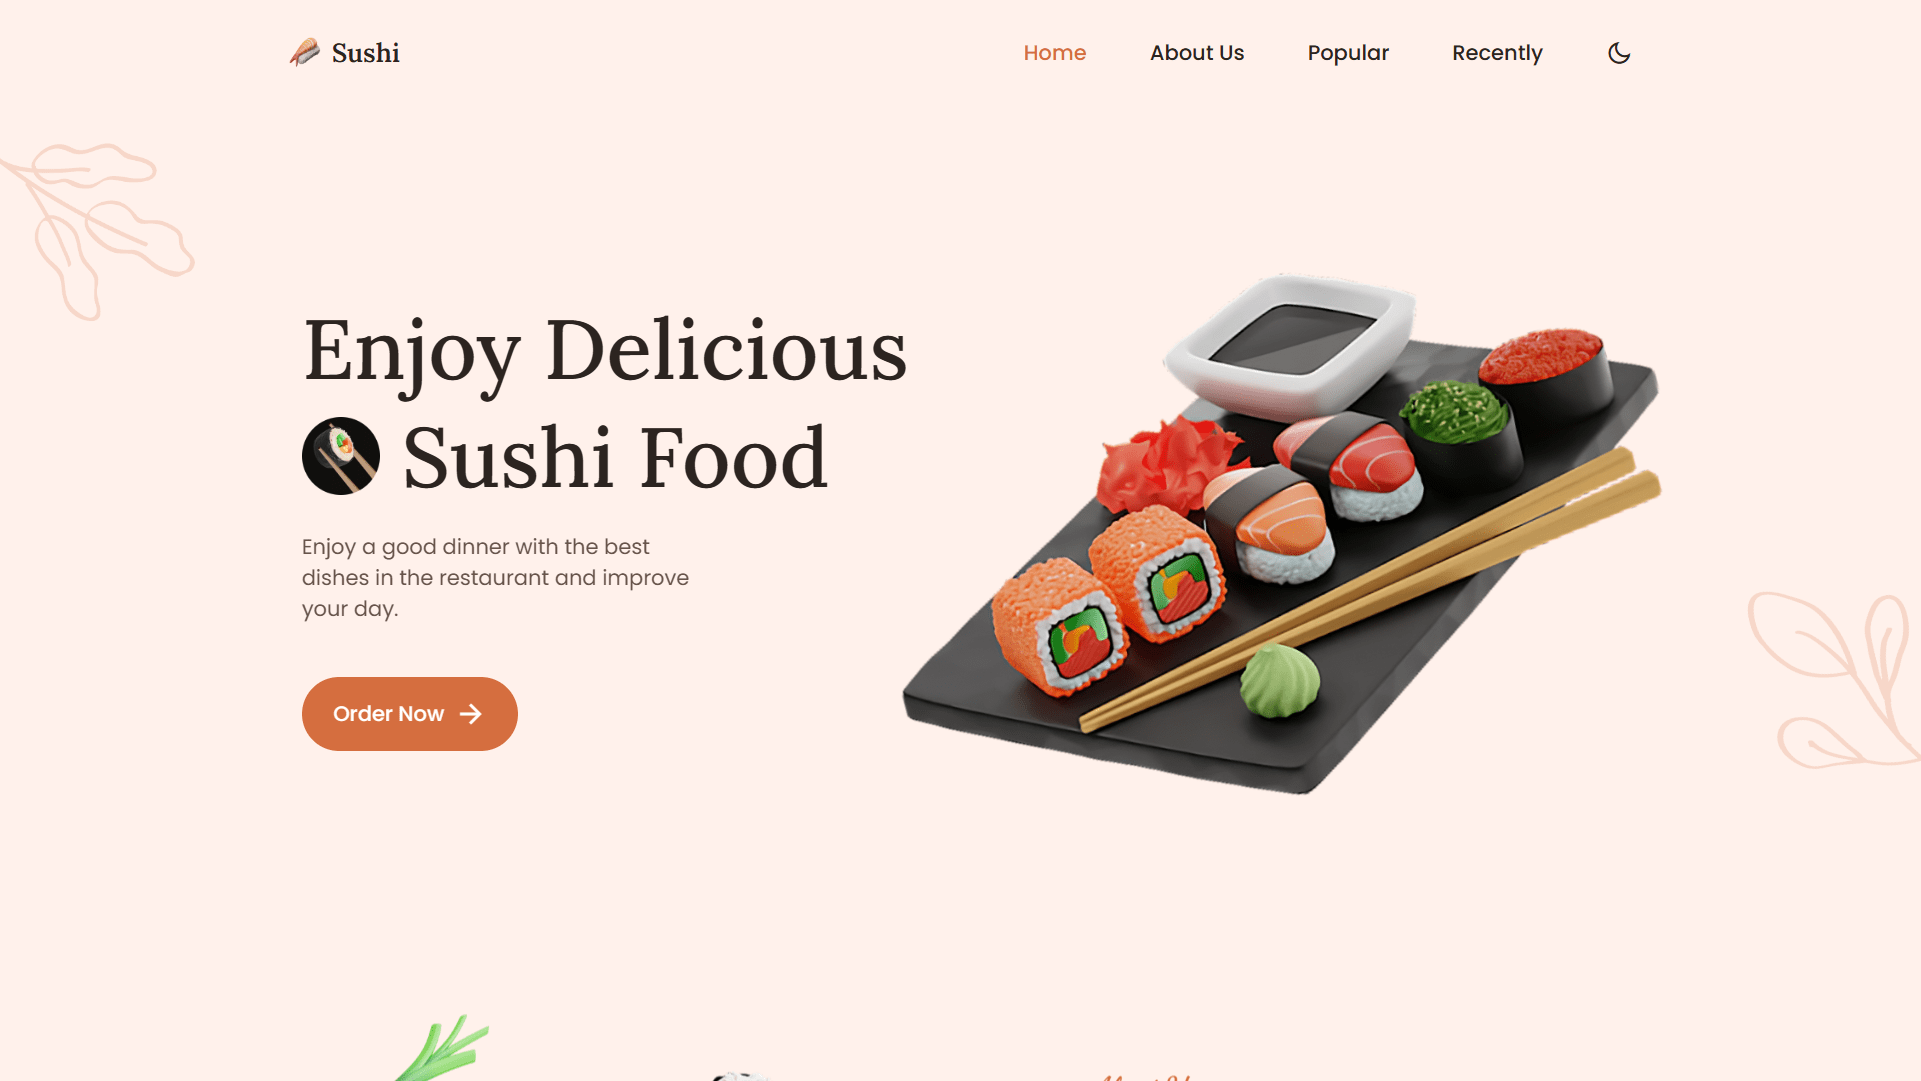 Sushi
Home
About Us
Popular
Recently
Enjoy Delicious
Sushi Food
Enjoy a good dinner with the best
dishes in the restaurant and improve
your day.
Order Now